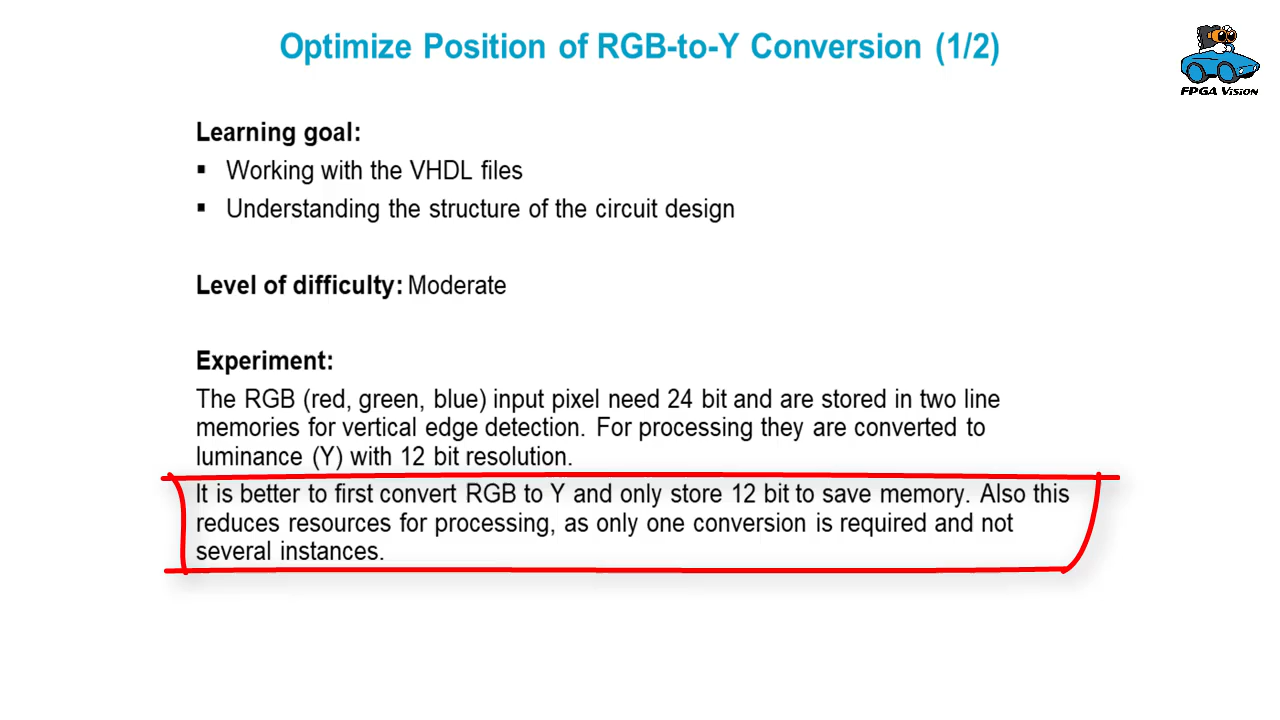 Optimize Position of RGB-to-Y Conversion (1/2)
FPGA Vision
Learning goal:
▪ Working with the VHDL files
▪ Understanding the structure of the circuit design
Level of difficulty: Moderate
Experiment:
The RGB (red, green, blue) input pixel need 24 bit and are stored in two line
memories for vertical edge detection. For processing they are converted to
luminance (Y) with 12 bit resolution.
It is better to first convert RGB to Y and only store 12 bit to save memory. Also this
reduces resources for processing, as only one conversion is required and not
several instances.